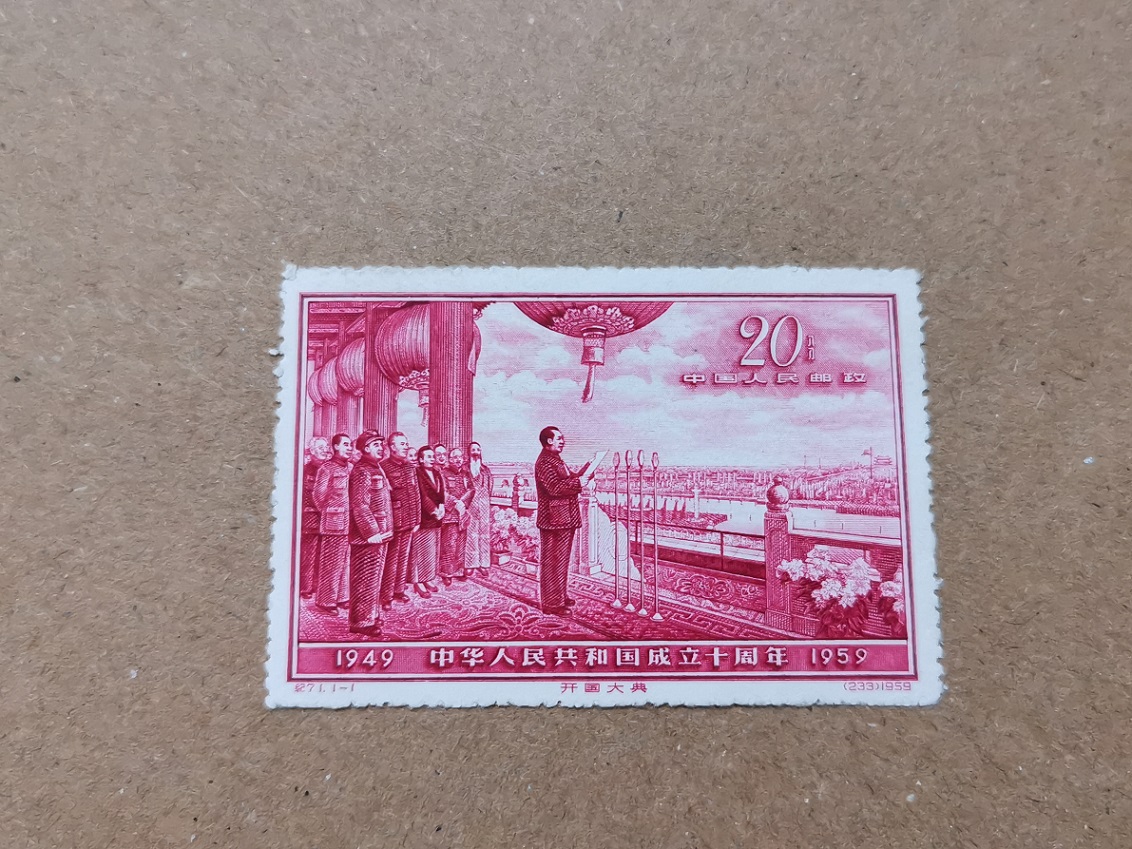 20分
中国人民邮政
1949 中华人民共和国成立十周年 1959
纪71.1-1 开国大典 (233)1959